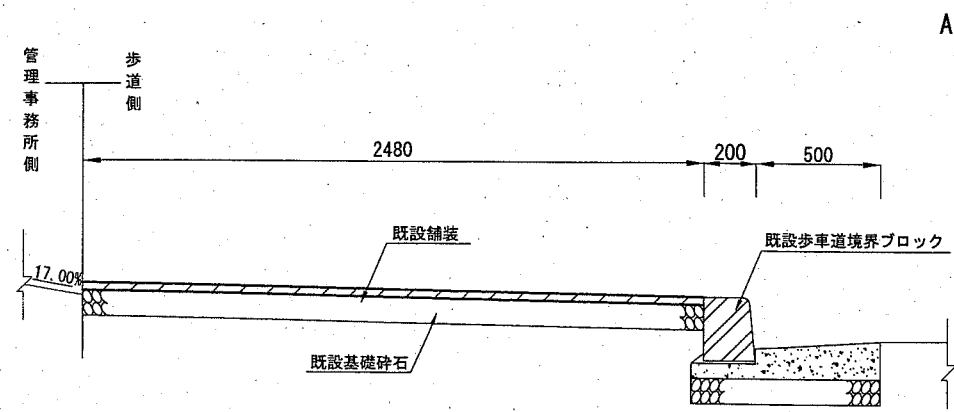 A
管理事務所側
歩道側
2480
200
500
既設舗装
既設歩車道境界ブロック
17.00%
既設基礎砕石